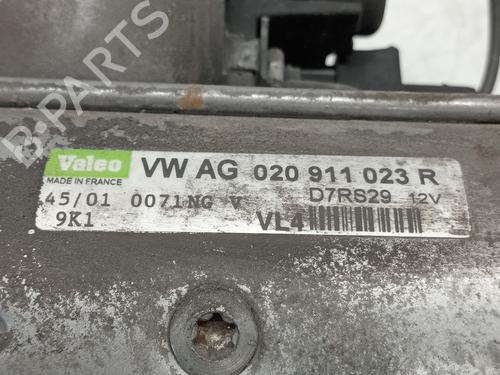 Valeo VW AG 020 911 023 R
MADE IN FRANCE D7RS29 12V
45/01 0071NG V
9K1 VL4
B-Parts